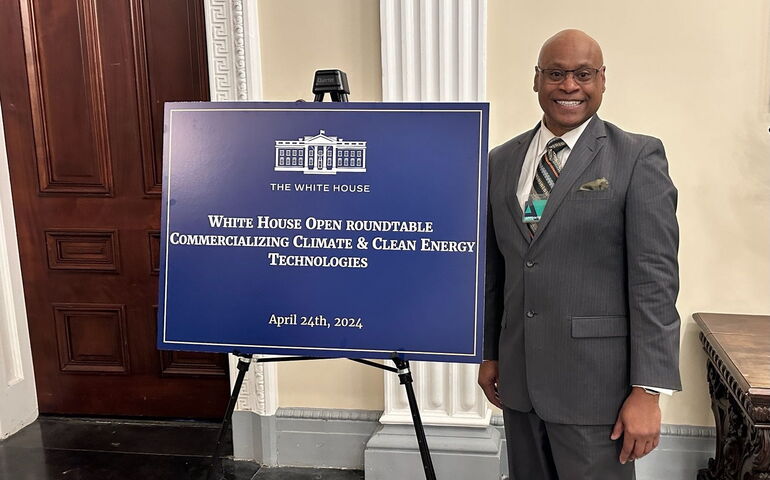 THE WHITE HOUSE
WHITE HOUSE OPEN ROUNDTABLE
COMMERCIALIZING CLIMATE & CLEAN ENERGY
TECHNOLOGIES
April 24th, 2024